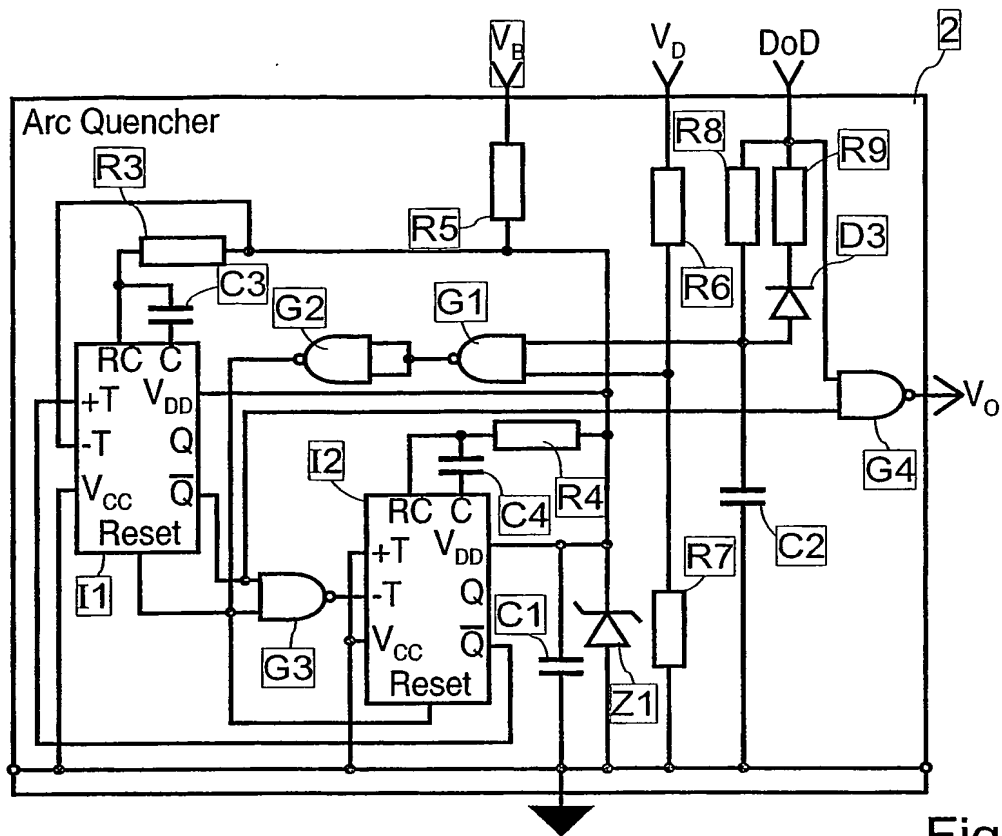 2
V_B
V_D
DoD
Arc Quencher
R8
R9
R3
R5
D3
R6
C3
G2
G1
RC C
+T V_DD
-T Q
V_CC Q̅
Reset
V_O
G4
I2
RC C
C4
R4
C2
+T V_DD
-T Q
V_CC Q̅
Reset
R7
I1
C1
G3
Z1
Fig